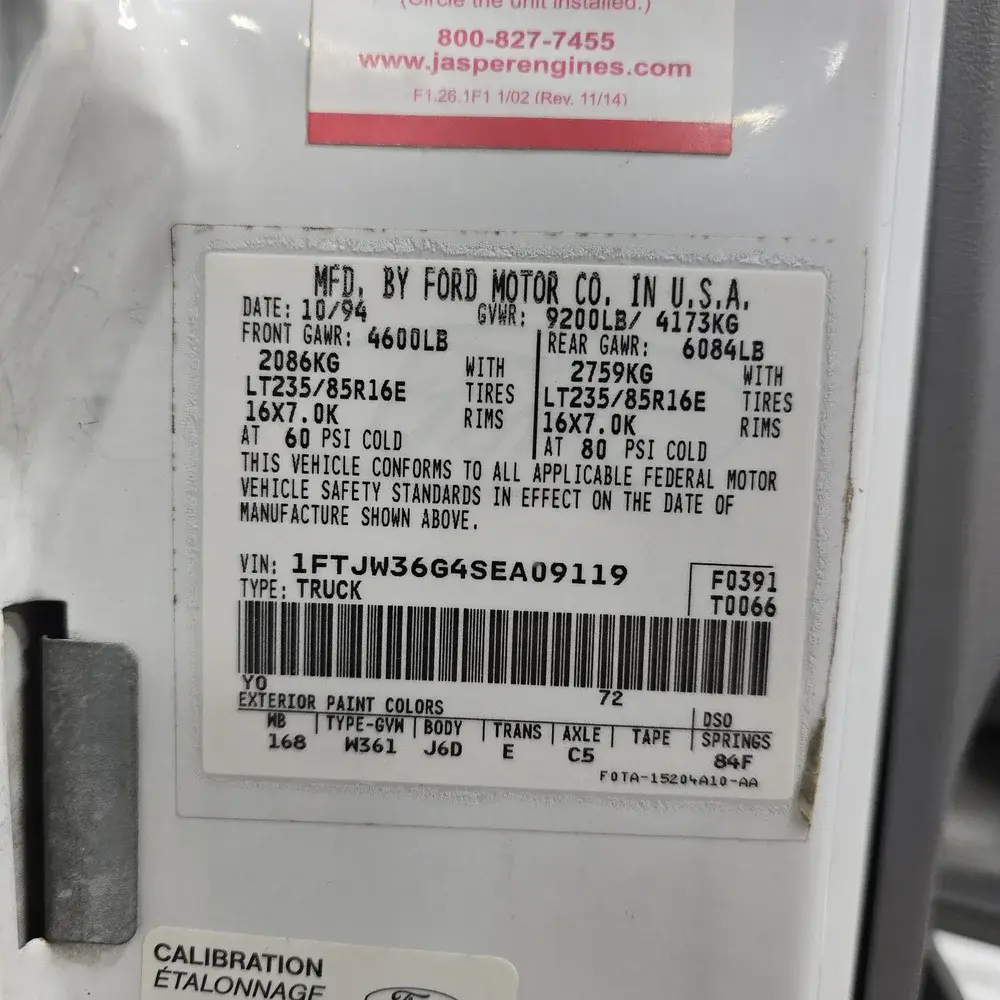 (Circle the unit installed.)
800-827-7455
www.jasperengines.com
F1.26.1F1 1/02 (Rev. 11/14)
MFD. BY FORD MOTOR CO. IN U.S.A.
DATE: 10/94 GVWR: 9200LB/ 4173KG
FRONT GAWR: 4600LB REAR GAWR: 6084LB
2086KG WITH 2759KG WITH
LT235/85R16E TIRES LT235/85R16E TIRES
16X7.0K RIMS 16X7.0K RIMS
AT 60 PSI COLD AT 80 PSI COLD
THIS VEHICLE CONFORMS TO ALL APPLICABLE FEDERAL MOTOR
VEHICLE SAFETY STANDARDS IN EFFECT ON THE DATE OF
MANUFACTURE SHOWN ABOVE.
VIN: 1FTJW36G4SEA09119 F0391
TYPE: TRUCK T0066
YO 72
EXTERIOR PAINT COLORS DSO
WB TYPE-GVW BODY TRANS AXLE TAPE SPRINGS
168 W361 J6D E C5 84F
F0TA-15204A10-AA
CALIBRATION
ÉTALONNAGE
Ford